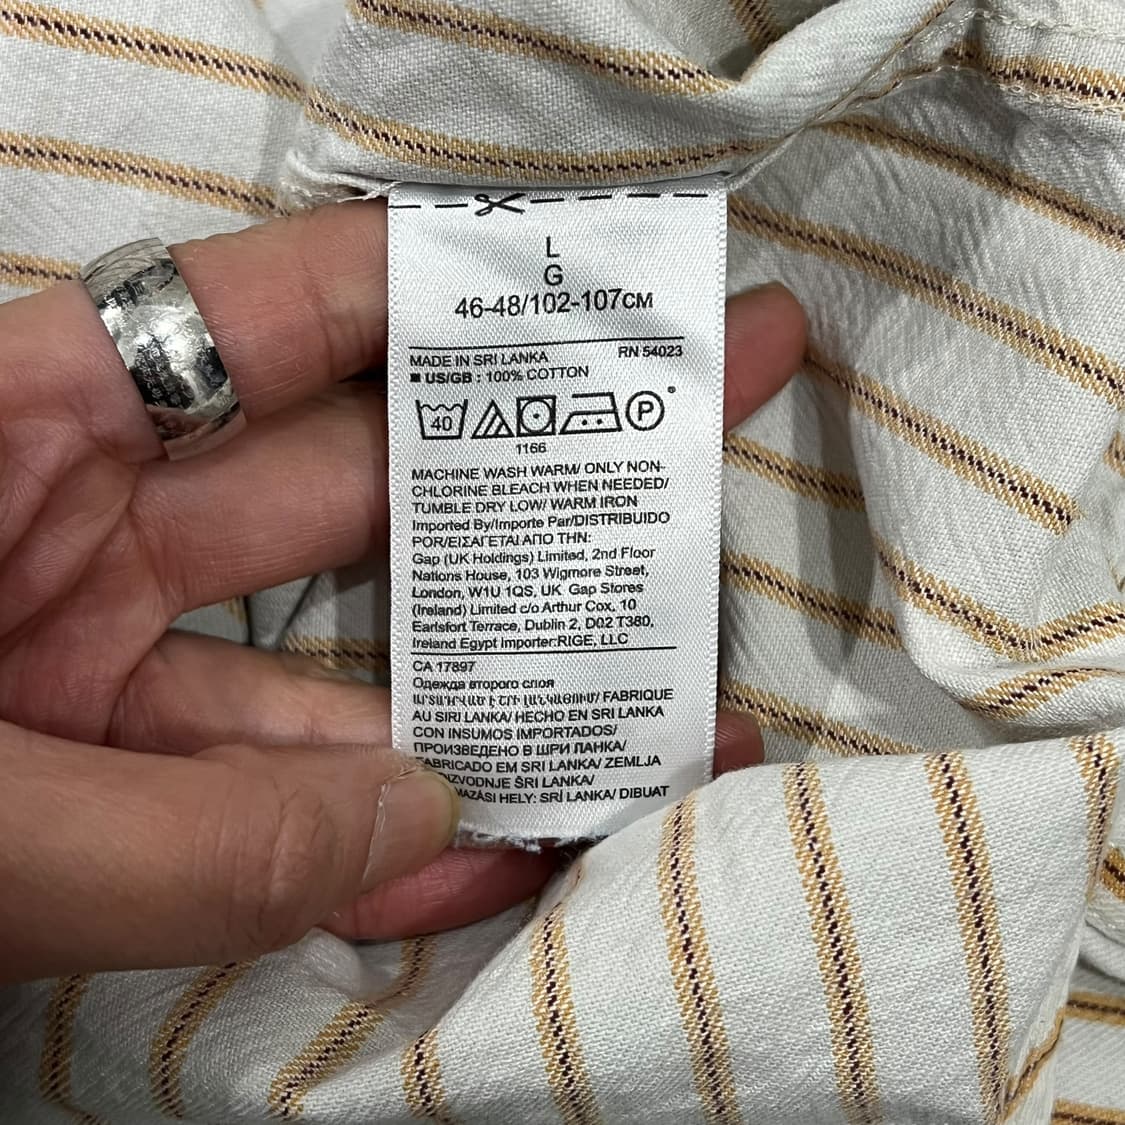 L
G
46-48/102-107CM
MADE IN SRI LANKA RN 54023
■ US/GB : 100% COTTON
40 P
1166
MACHINE WASH WARM/ ONLY NON-
CHLORINE BLEACH WHEN NEEDED/
TUMBLE DRY LOW/ WARM IRON
Imported By/Importe Par/DISTRIBUIDO
POR/ΕΙΣΑΓΕΤΑΙ ΑΠΟ ΤΗΝ:
Gap (UK Holdings) Limited, 2nd Floor
Nations House, 103 Wigmore Street,
London, W1U 1QS, UK Gap Stores
(Ireland) Limited c/o Arthur Cox, 10
Earlsfort Terrace, Dublin 2, D02 T380,
Ireland Egypt Importer:RIGE, LLC
CA 17897
Одежда второго слоя
FABRIQUE
AU SIRI LANKA/ HECHO EN SRI LANKA
CON INSUMOS IMPORTADOS/
ПРОИЗВЕДЕНО В ШРИ ЛАНКА/
FABRICADO EM SRI LANKA/ ZEMLJA
IZVODNJE ŠRI LANKA/
MAZÁSI HELY: SRÍ LANKA/ DIBUAT